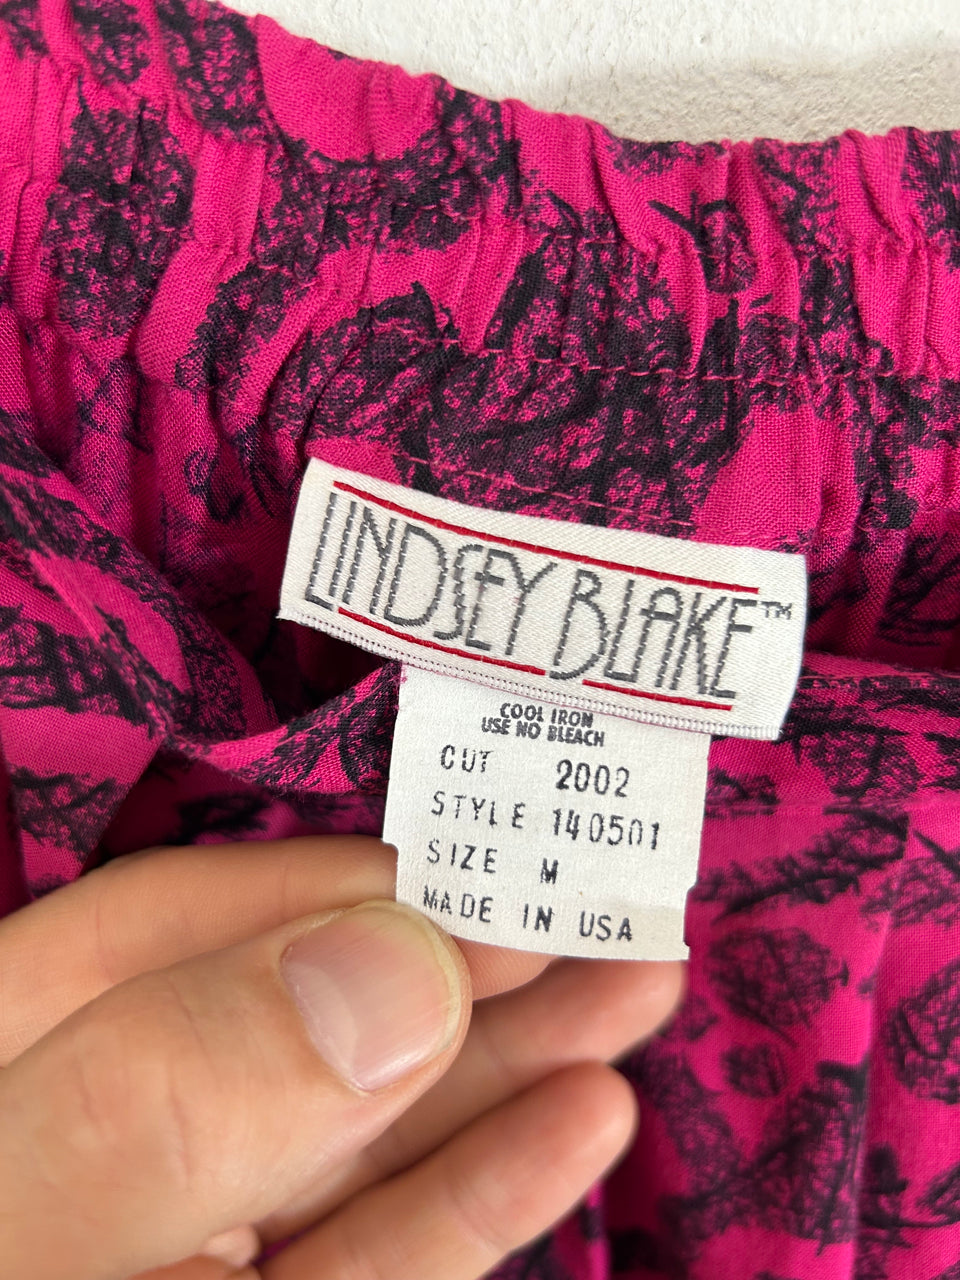 LINDSEY BLAKE™
COOL IRON
USE NO BLEACH
CUT 2002
STYLE 140501
SIZE M
MADE IN USA